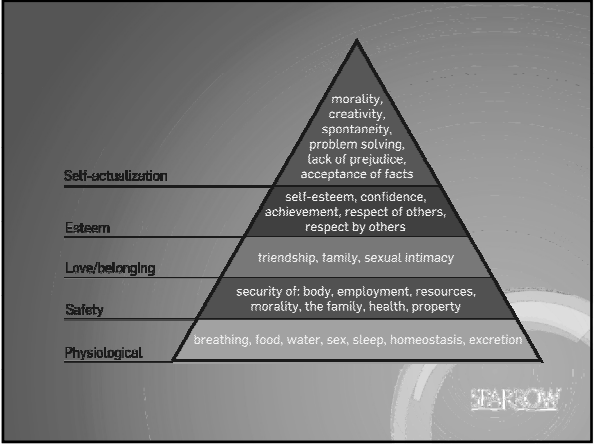 morality,
creativity,
spontaneity,
problem solving,
lack of prejudice,
acceptance of facts
Self-actualization
self-esteem, confidence,
achievement, respect of others,
respect by others
Esteem
friendship, family, sexual intimacy
Love/belonging
security of: body, employment, resources,
morality, the family, health, property
Safety
breathing, food, water, sex, sleep, homeostasis, excretion
Physiological
SPARROW